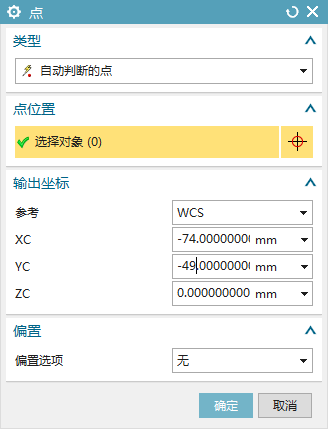 点
类型
自动判断的点
点位置
选择对象 (0)
输出坐标
参考 WCS
XC -74.0000000 mm
YC -49.0000000 mm
ZC 0.000000000 mm
偏置
偏置选项 无
确定 取消